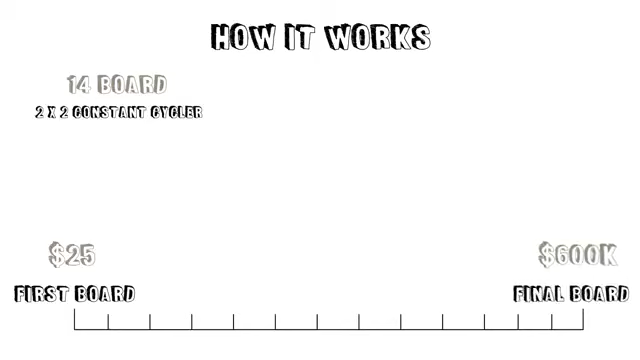 HOW IT WORKS
14 BOARD
2 X 2 CONSTANT CYCLER
$25
$600K
FIRST BOARD
FINAL BOARD